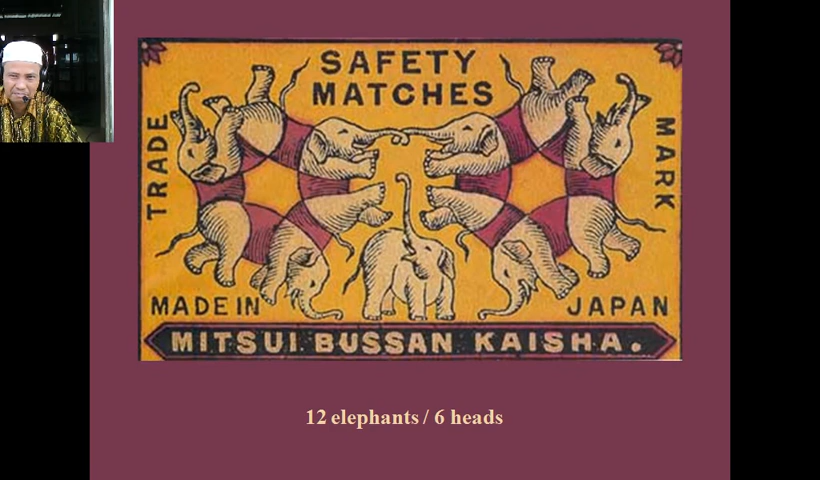 SAFETY
MATCHES
TRADE
MARK
MADE IN
JAPAN
MITSUI BUSSAN KAISHA.
12 elephants / 6 heads